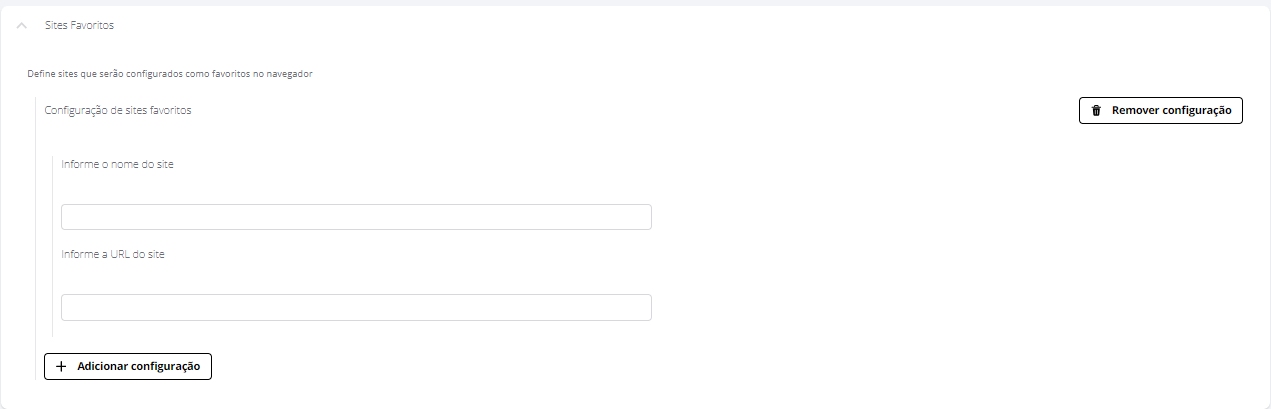 Sites Favoritos
Define sites que serão configurados como favoritos no navegador
Configuração de sites favoritos
Remover configuração
Informe o nome do site
Informe a URL do site
Adicionar configuração